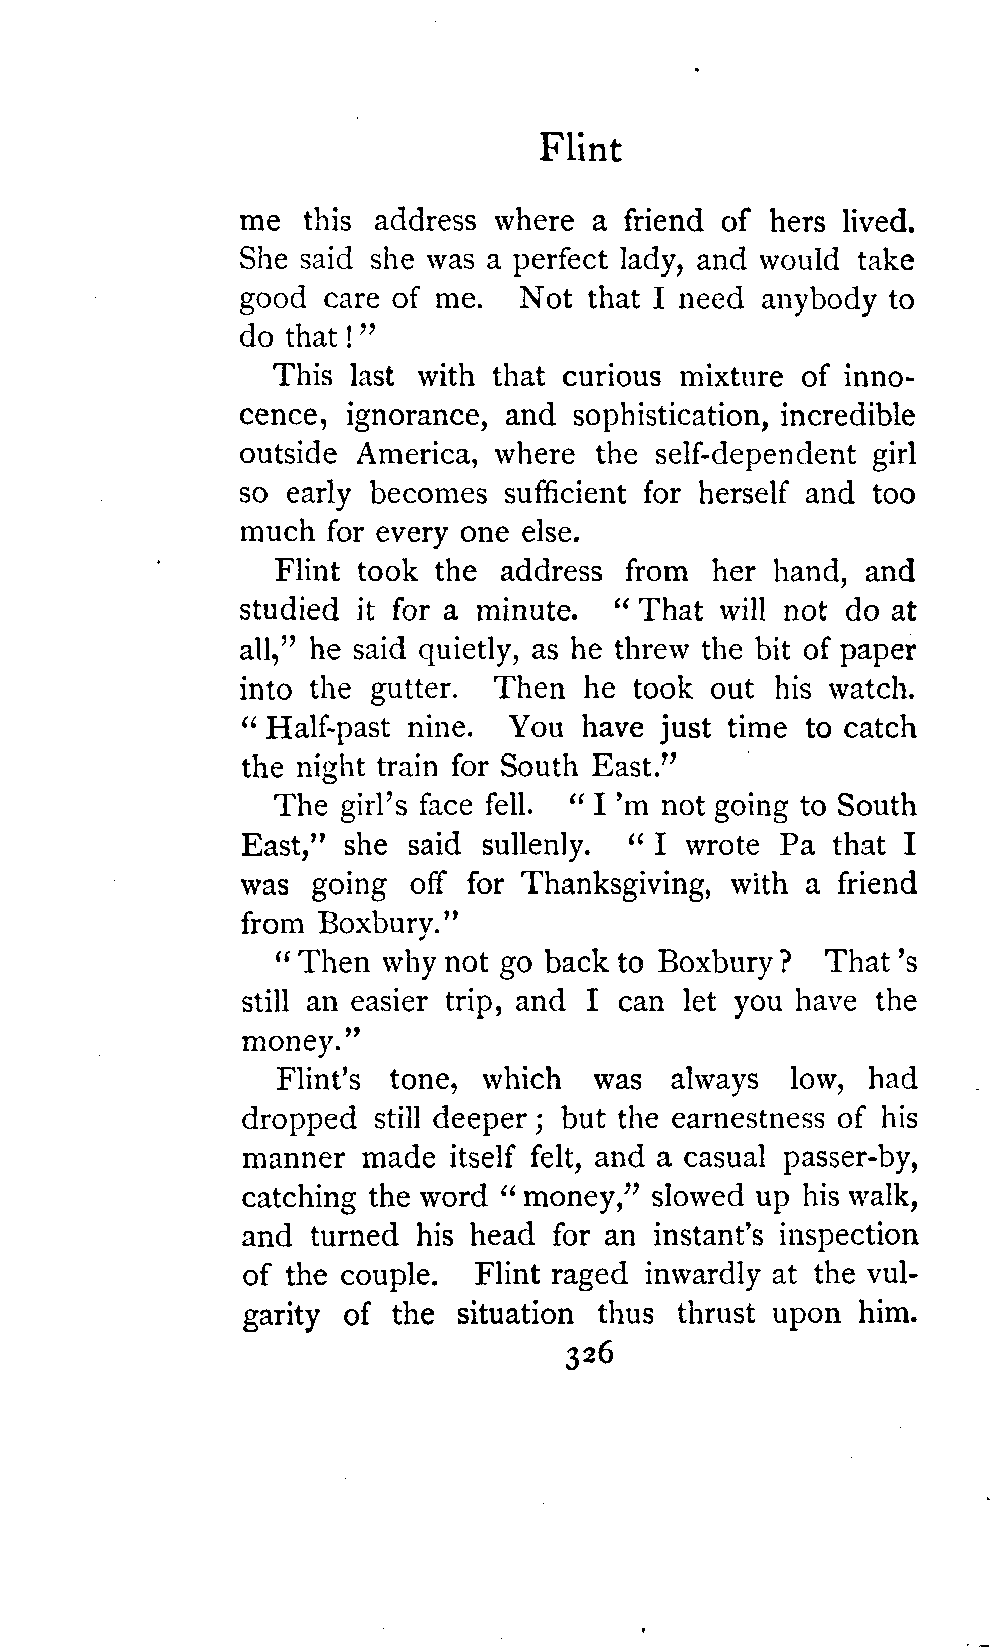 Flint
me this address where a friend of hers lived.
She said she was a perfect lady, and would take
good care of me. Not that I need anybody to
do that!"
This last with that curious mixture of inno-
cence, ignorance, and sophistication, incredible
outside America, where the self-dependent girl
so early becomes sufficient for herself and too
much for every one else.
Flint took the address from her hand, and
studied it for a minute. "That will not do at
all," he said quietly, as he threw the bit of paper
into the gutter. Then he took out his watch.
"Half-past nine. You have just time to catch
the night train for South East."
The girl's face fell. "I 'm not going to South
East," she said sullenly. "I wrote Pa that I
was going off for Thanksgiving, with a friend
from Boxbury."
"Then why not go back to Boxbury? That 's
still an easier trip, and I can let you have the
money."
Flint's tone, which was always low, had
dropped still deeper; but the earnestness of his
manner made itself felt, and a casual passer-by,
catching the word "money," slowed up his walk,
and turned his head for an instant's inspection
of the couple. Flint raged inwardly at the vul-
garity of the situation thus thrust upon him.
326